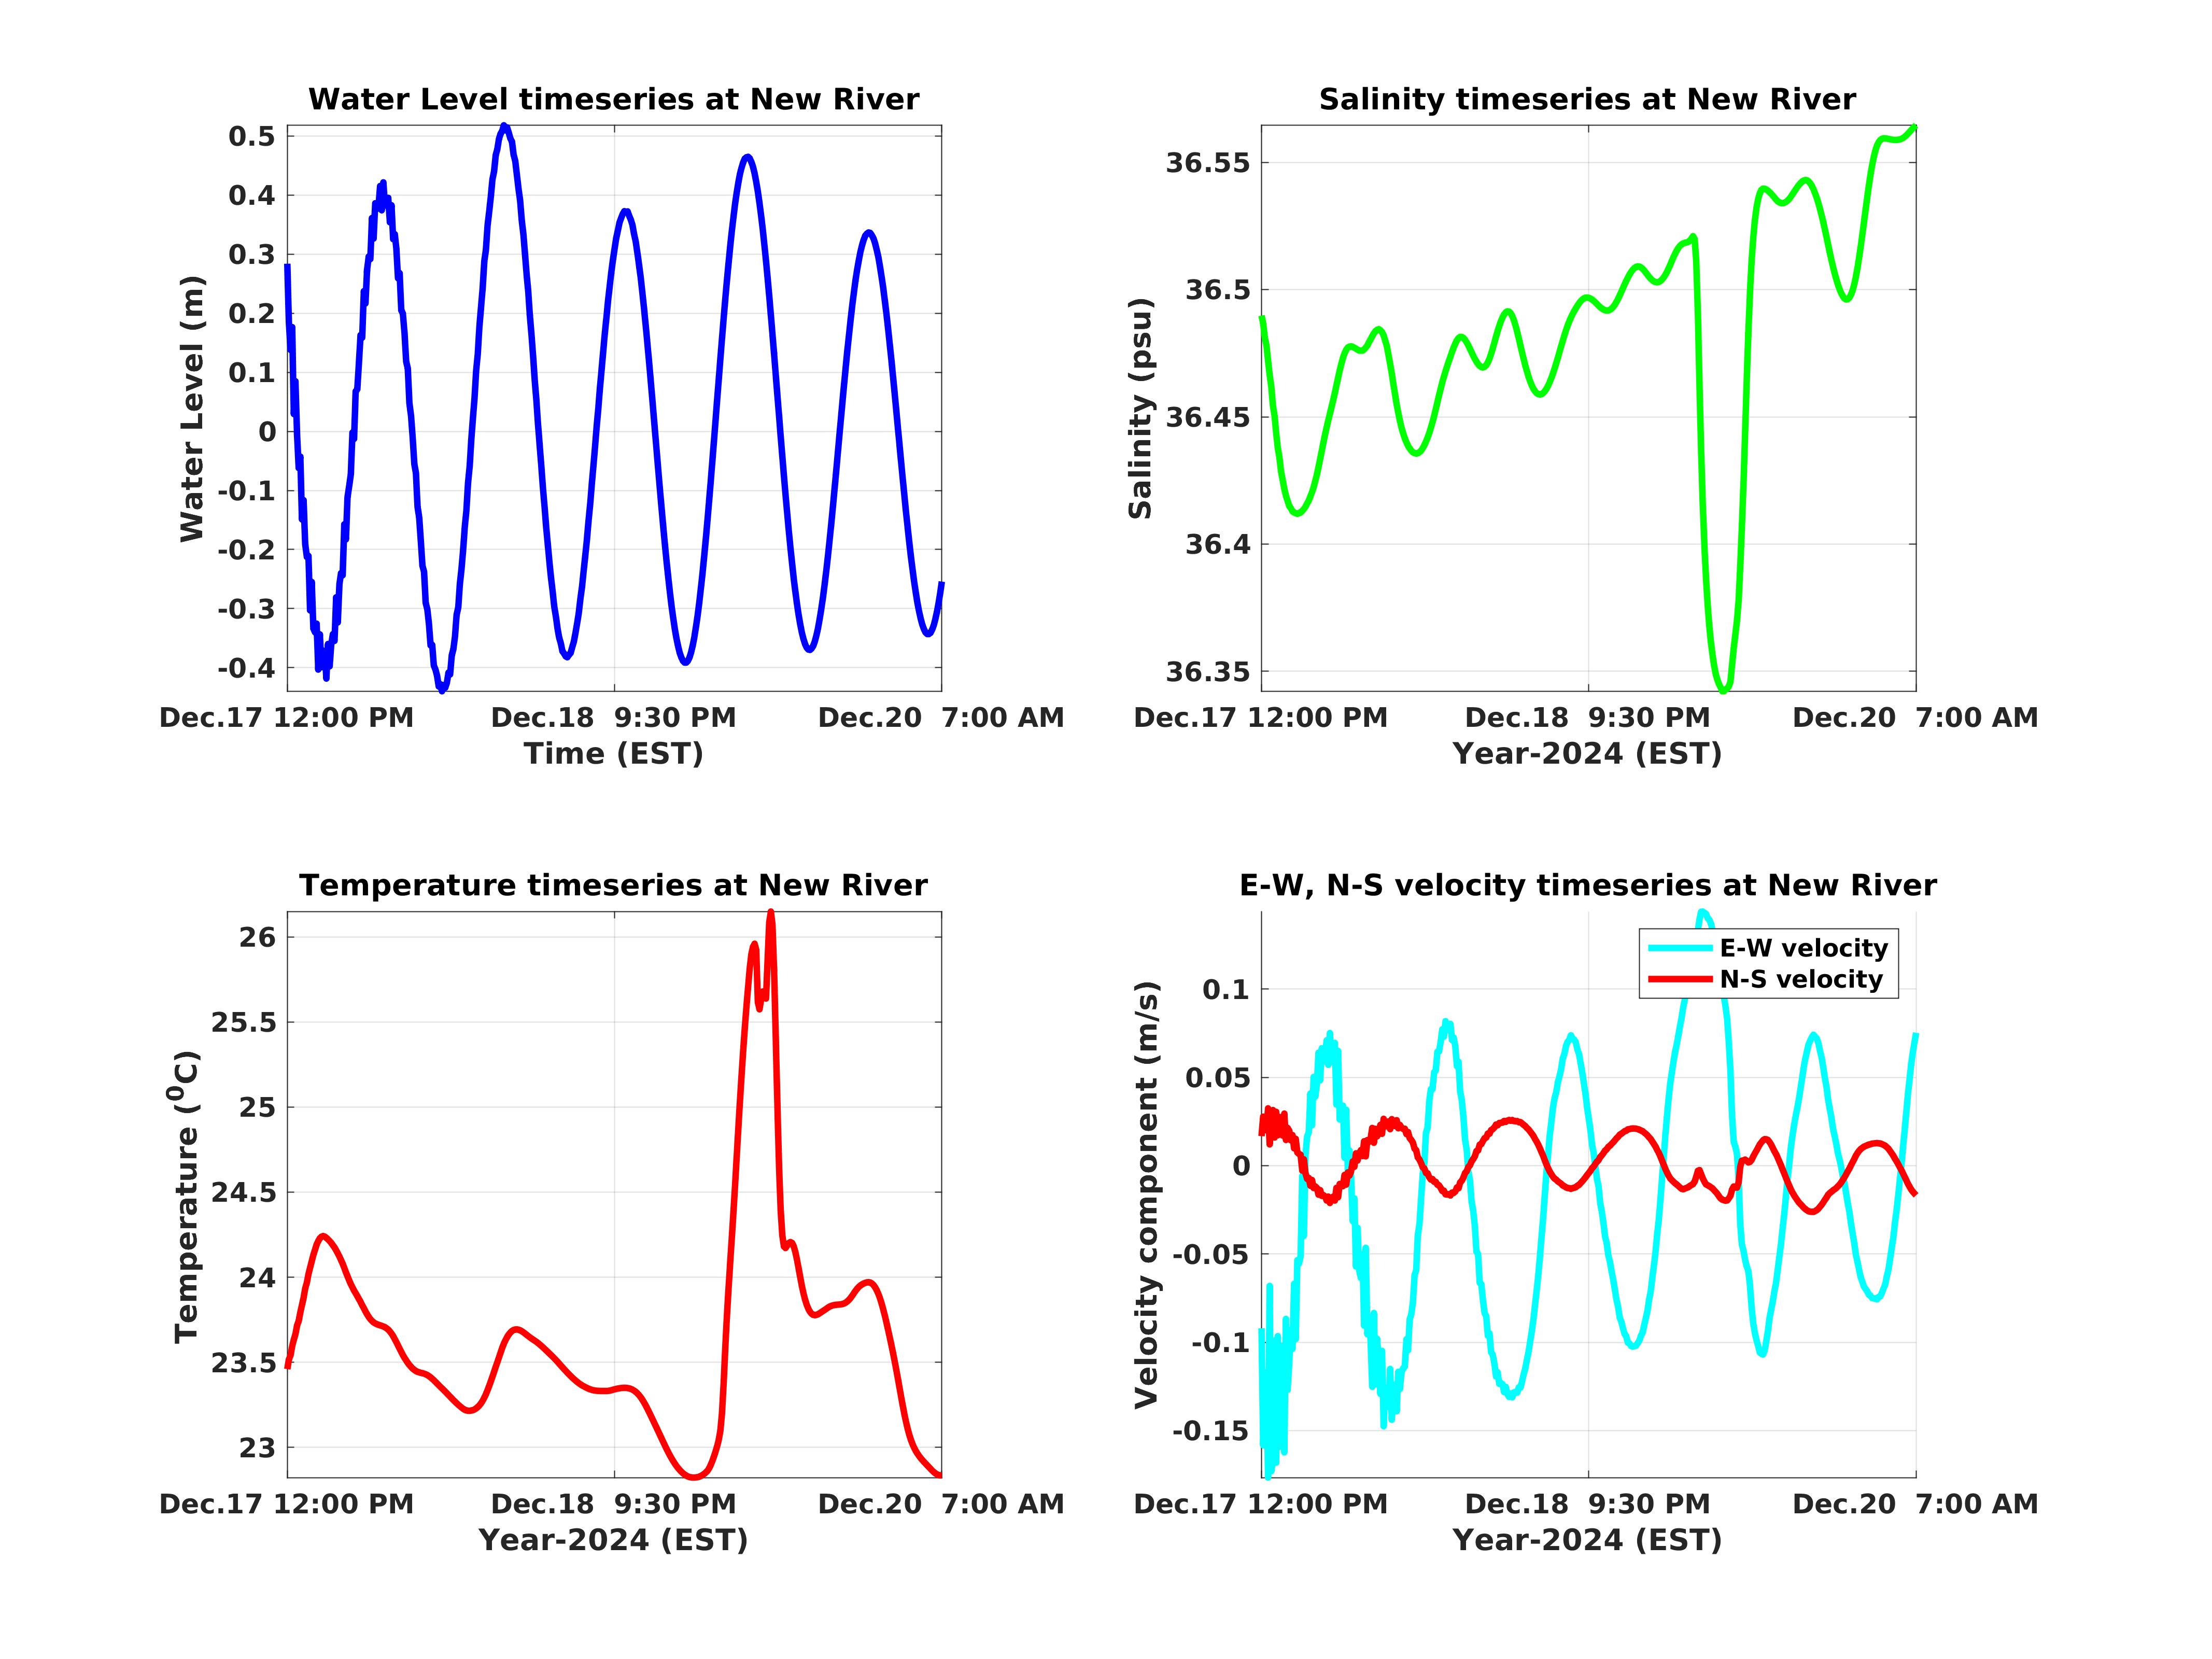 Water Level timeseries at New River
0.5
0.4
0.3
0.2
0.1
0
-0.1
-0.2
-0.3
-0.4
Water Level (m)
Dec.17 12:00 PM
Dec.18 9:30 PM
Dec.20 7:00 AM
Time (EST)
Salinity timeseries at New River
36.55
36.5
36.45
36.4
36.35
Salinity (psu)
Dec.17 12:00 PM
Dec.18 9:30 PM
Dec.20 7:00 AM
Year-2024 (EST)
Temperature timeseries at New River
26
25.5
25
24.5
24
23.5
23
Temperature (⁰C)
Dec.17 12:00 PM
Dec.18 9:30 PM
Dec.20 7:00 AM
Year-2024 (EST)
E-W, N-S velocity timeseries at New River
E-W velocity
N-S velocity
0.1
0.05
0
-0.05
-0.1
-0.15
Velocity component (m/s)
Dec.17 12:00 PM
Dec.18 9:30 PM
Dec.20 7:00 AM
Year-2024 (EST)